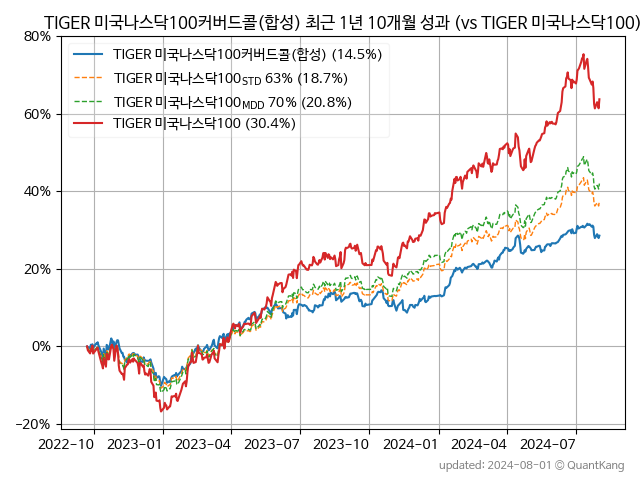 TIGER 미국나스닥100커버드콜(합성) 최근 1년 10개월 성과 (vs TIGER 미국나스닥100)
TIGER 미국나스닥100커버드콜(합성) (14.5%)
TIGER 미국나스닥100STD 63% (18.7%)
TIGER 미국나스닥100MDD 70% (20.8%)
TIGER 미국나스닥100 (30.4%)
80%
60%
40%
20%
0%
−20%
2022-10 2023-01 2023-04 2023-07 2023-10 2024-01 2024-04 2024-07
updated: 2024-08-01 © QuantKang